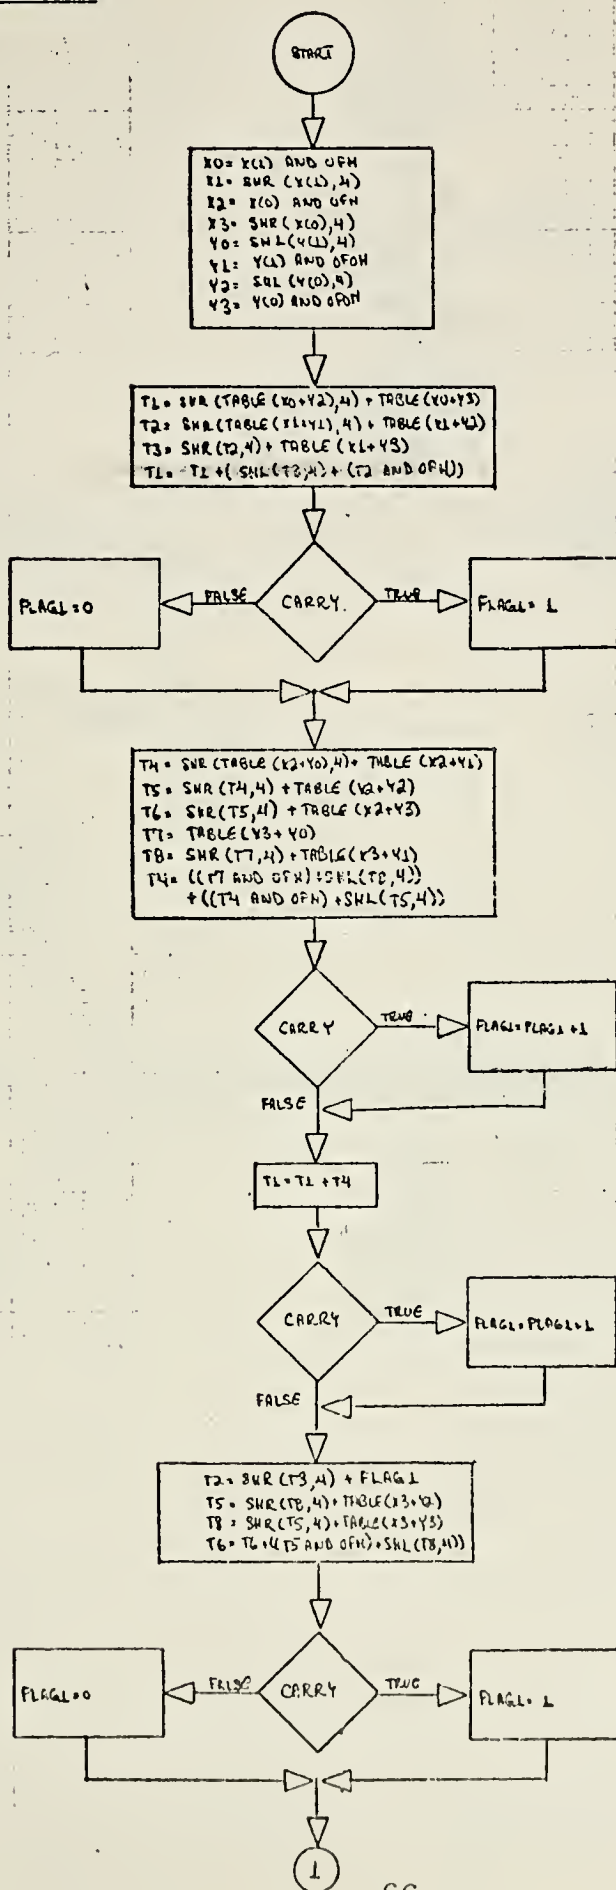 START
X0= X(1) AND 0FH
X1= SHR (X(1),4)
X2= X(0) AND 0FH
X3= SHR(X(0),4)
Y0= SHL(Y(1),4)
Y1= Y(1) AND 0F0H
Y2= SHL (Y(0),4)
Y3= Y(0) AND 0F0H
T1= SHR (TABLE (X0+Y2),4) + TABLE (X0+Y3)
T2= SHR(TABLE(X1+Y1),4) + TABLE(X1+Y2)
T3= SHR(T2,4) + TABLE (X1+Y3)
T1= T1 +( SHL(T3,4) + (T2 AND 0FH))
FLAG1=0
FALSE
CARRY.
TRUE
FLAG1= 1
T4= SHR (TABLE (X2+Y0),4)+ TABLE (X2+Y1)
T5= SHR(T4,4) + TABLE (X2+Y2)
T6= SHR(T5,4) + TABLE(X2+Y3)
T7= TABLE(X3+Y0)
T8= SHR(T7,4)+TABLE(X3+Y1)
T4= ((T7 AND 0FH)+SHL(T8,4))
+((T4 AND 0FH)+SHL(T5,4))
CARRY
TRUE
FLAG1=FLAG1+1
FALSE
T1=T1+T4
CARRY
TRUE
FLAG1=FLAG1+1
FALSE
T2= SHR(T3,4) + FLAG1
T5= SHR(T8,4)+TABLE(X3+Y2)
T8= SHR(T5,4)+TABLE(X3+Y3)
T6= T6+((T5 AND 0FH)+SHL(T8,4))
FLAG1=0
FALSE
CARRY
TRUE
FLAG1= 1
1